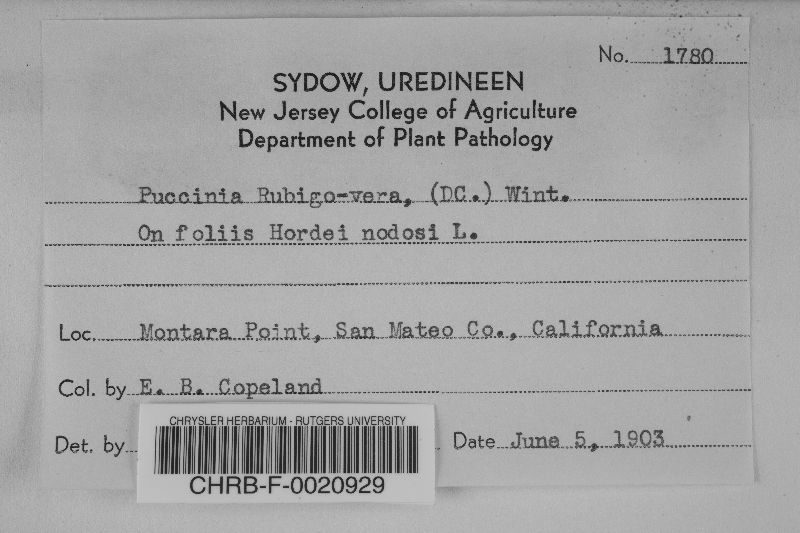 No. 1780
SYDOW, UREDINEEN
New Jersey College of Agriculture
Department of Plant Pathology
Puccinia Rubigo-vera, (DC.) Wint.
On foliis Hordei nodosi L.
Loc. Montara Point, San Mateo Co., California
Col. by E. B. Copeland
Det. by
Date June 5, 1903
CHRYSLER HERBARIUM - RUTGERS UNIVERSITY
CHRB-F-0020929